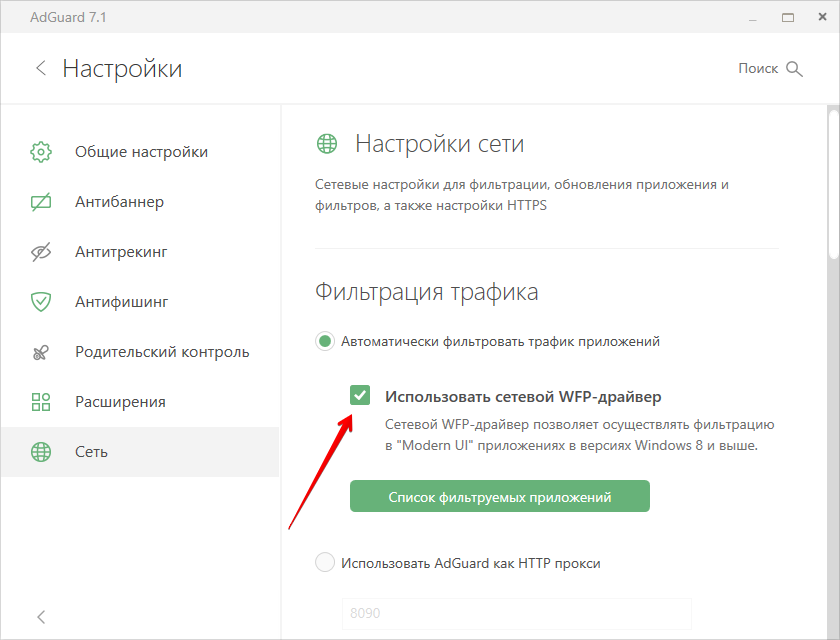 AdGuard 7.1
Настройки
Поиск
Общие настройки
Антибаннер
Антитрекинг
Антифишинг
Родительский контроль
Расширения
Сеть
Настройки сети
Сетевые настройки для фильтрации, обновления приложения и
фильтров, а также настройки HTTPS
Фильтрация трафика
Автоматически фильтровать трафик приложений
Использовать сетевой WFP-драйвер
Сетевой WFP-драйвер позволяет осуществлять фильтрацию
в "Modern UI" приложениях в версиях Windows 8 и выше.
Список фильтруемых приложений
Использовать AdGuard как HTTP прокси
8090